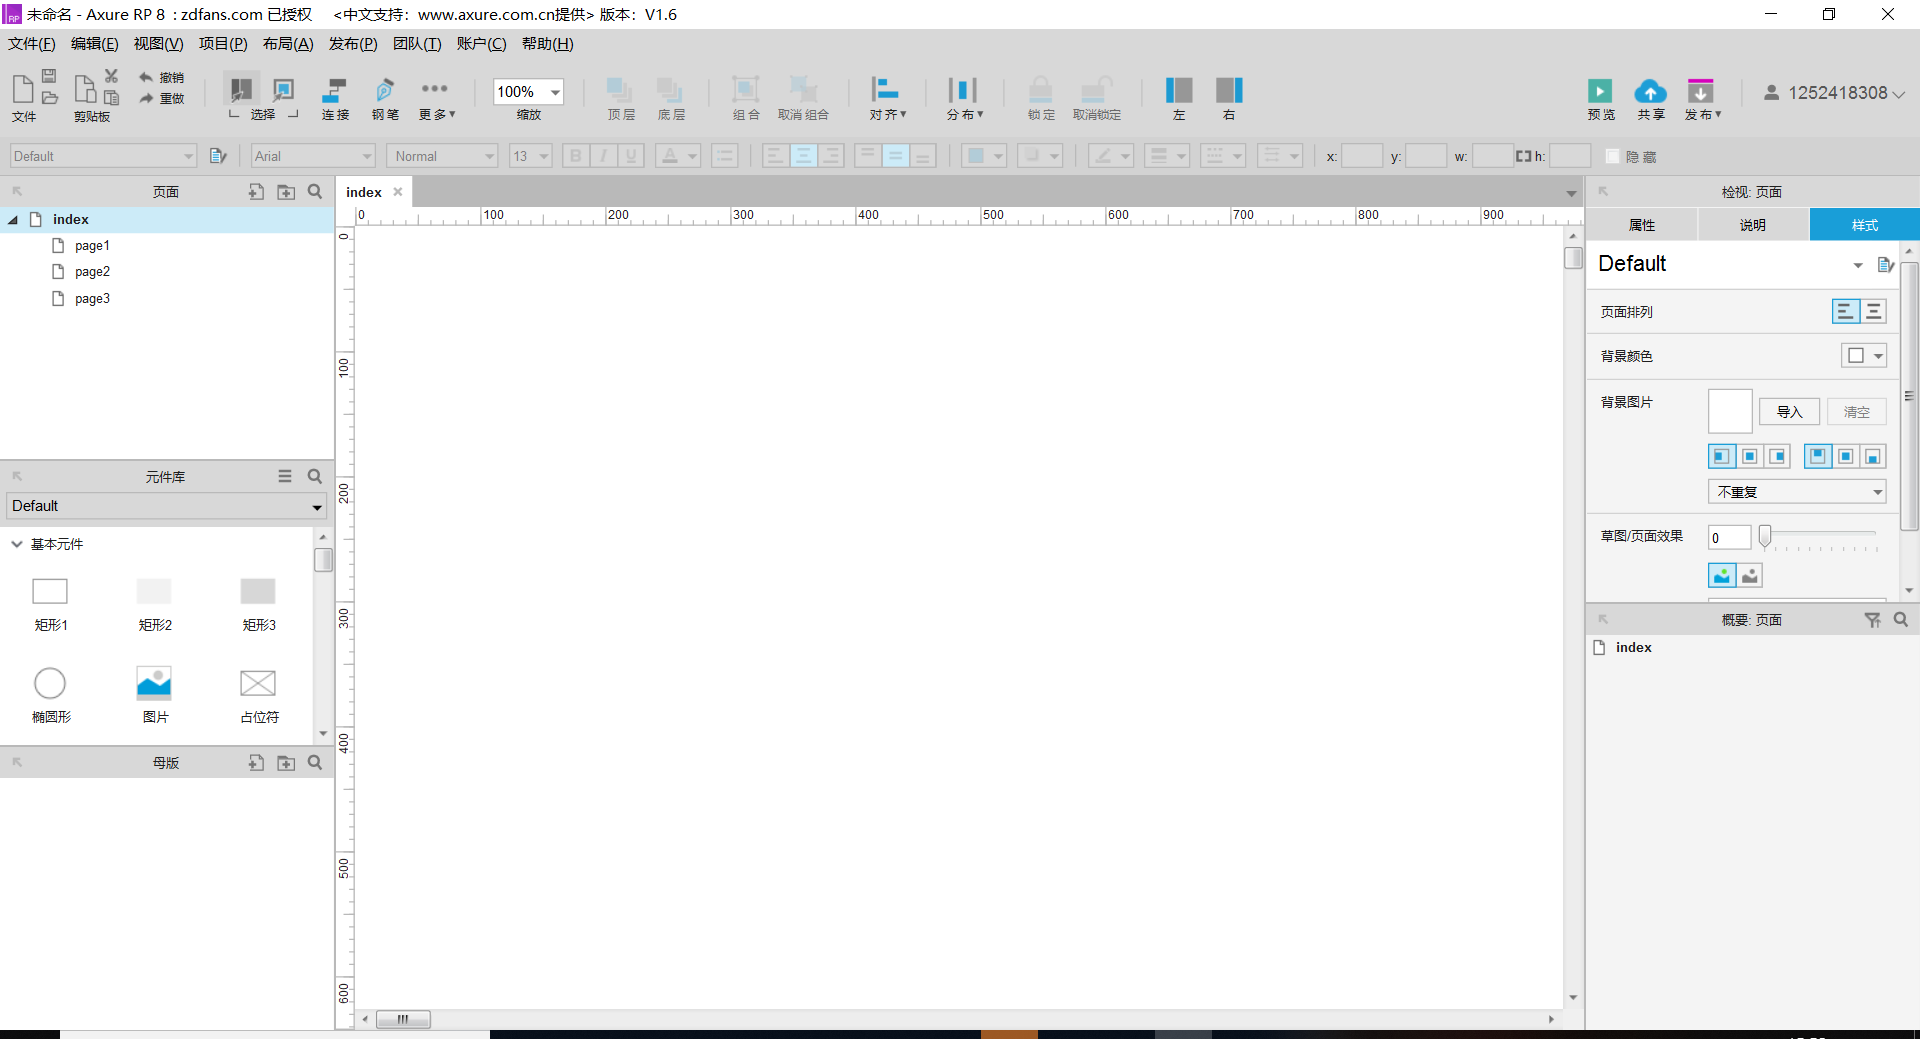 未命名 - Axure RP 8 : zdfans.com 已授权 <中文支持: www.axure.com.cn提供> 版本: V1.6
文件(F) 编辑(E) 视图(V) 项目(P) 布局(A) 发布(P) 团队(T) 账户(C) 帮助(H)
文件 剪贴板 撤销 重做 选择 连接 钢笔 更多 100% 缩放 顶层 底层 组合 取消组合 对齐 分布 锁定 取消锁定 左 右 预览 共享 发布 1252418308
Default Arial Normal 13 B I U A x: y: w: h: 隐藏
页面
index
page1
page2
page3
元件库
Default
基本元件
矩形1 矩形2 矩形3
椭圆形 图片 占位符
母版
index
0 100 200 300 400 500 600 700 800 900
0
100
200
300
400
500
600
检视: 页面
属性 说明 样式
Default
页面排列
背景颜色
背景图片 导入 清空
不重复
草图/页面效果 0
概要: 页面
index